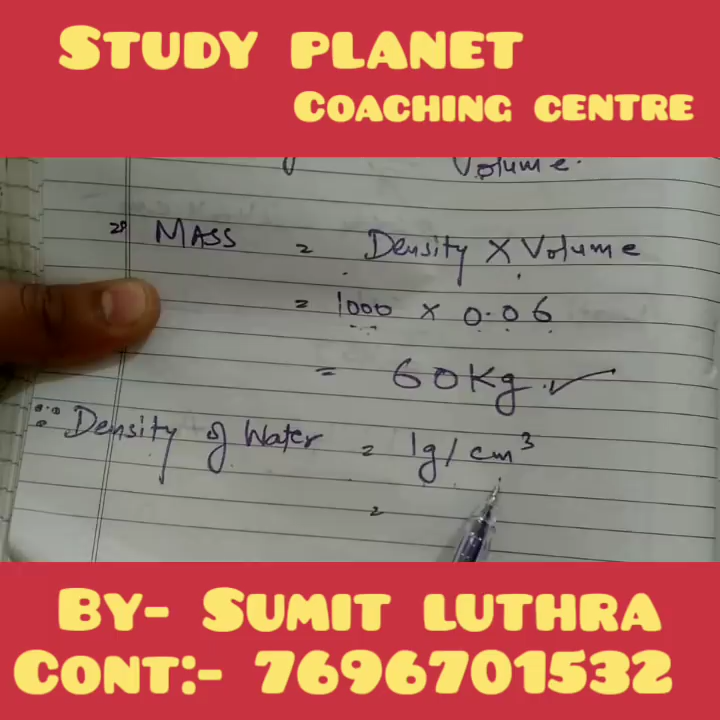 STUDY PLANET
COACHING CENTRE
Volume.
MASS = Density × Volume
= 1000 × 0.06
= 60Kg.
∵ Density of Water = 1g/cm³
=
BY- SUMIT LUTHRA
CONT:- 7696701532